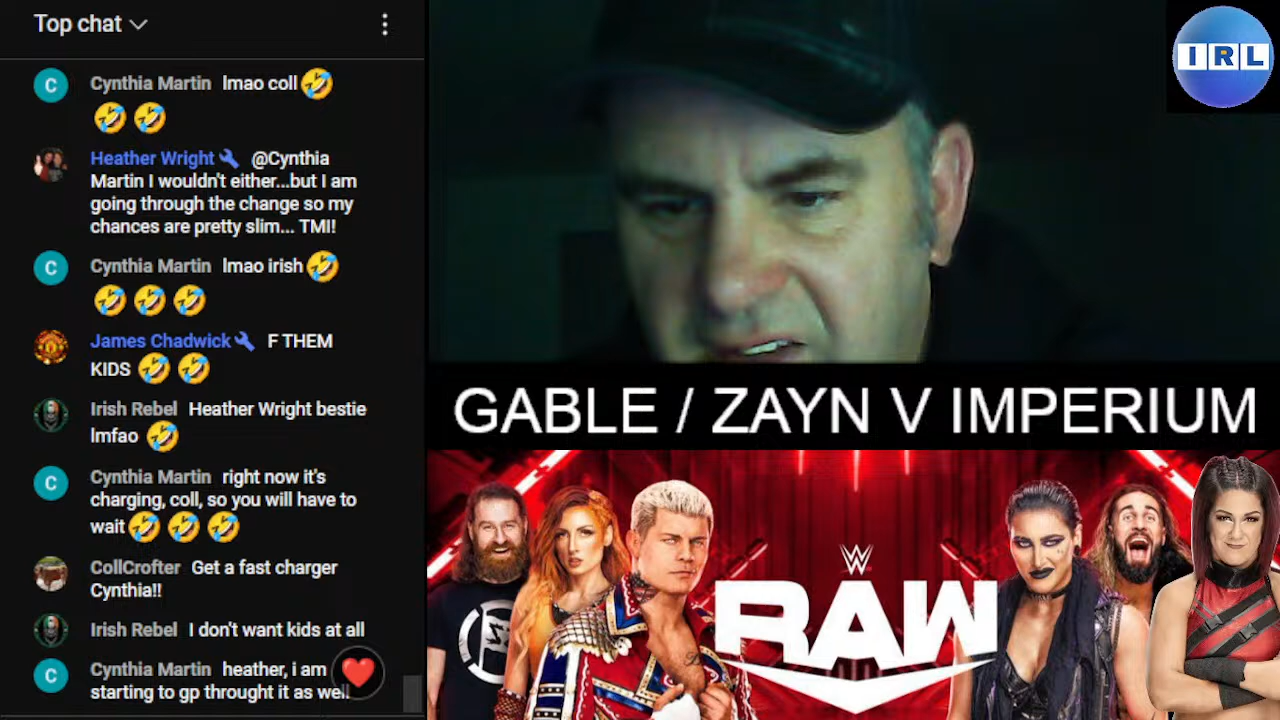 Top chat
Cynthia Martin lmao coll🤣
🤣🤣
Heather Wright @Cynthia
Martin I wouldn't either...but I am
going through the change so my
chances are pretty slim... TMI!
Cynthia Martin lmao irish🤣
🤣🤣🤣
James Chadwick F THEM
KIDS 🤣🤣
Irish Rebel Heather Wright bestie
lmfao 🤣
Cynthia Martin right now it's
charging, coll, so you will have to
wait🤣🤣🤣
CollCrofter Get a fast charger
Cynthia!!
Irish Rebel I don't want kids at all
Cynthia Martin heather, i am
starting to gp throught it as well
IRL
GABLE / ZAYN V IMPERIUM
W
RAW